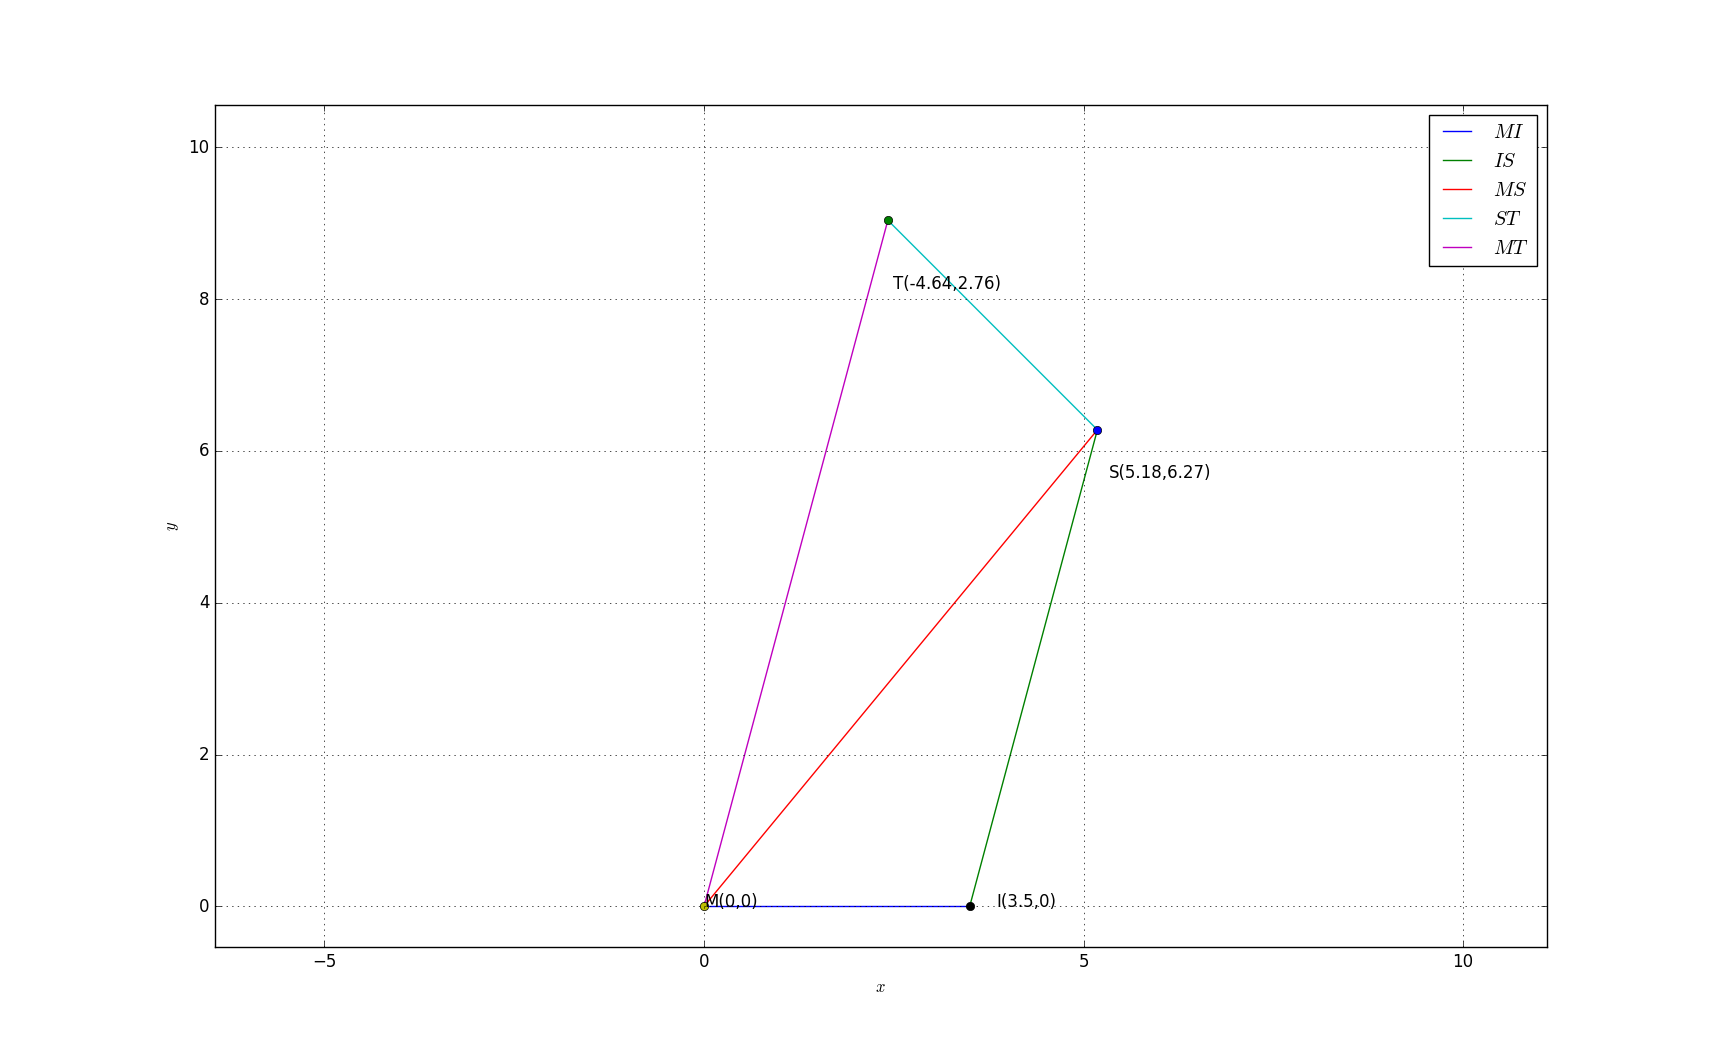 10
8
6
4
2
0
−5
0
5
10
x
y
T(-4.64,2.76)
S(5.18,6.27)
M(0,0)
I(3.5,0)
MI
IS
MS
ST
MT